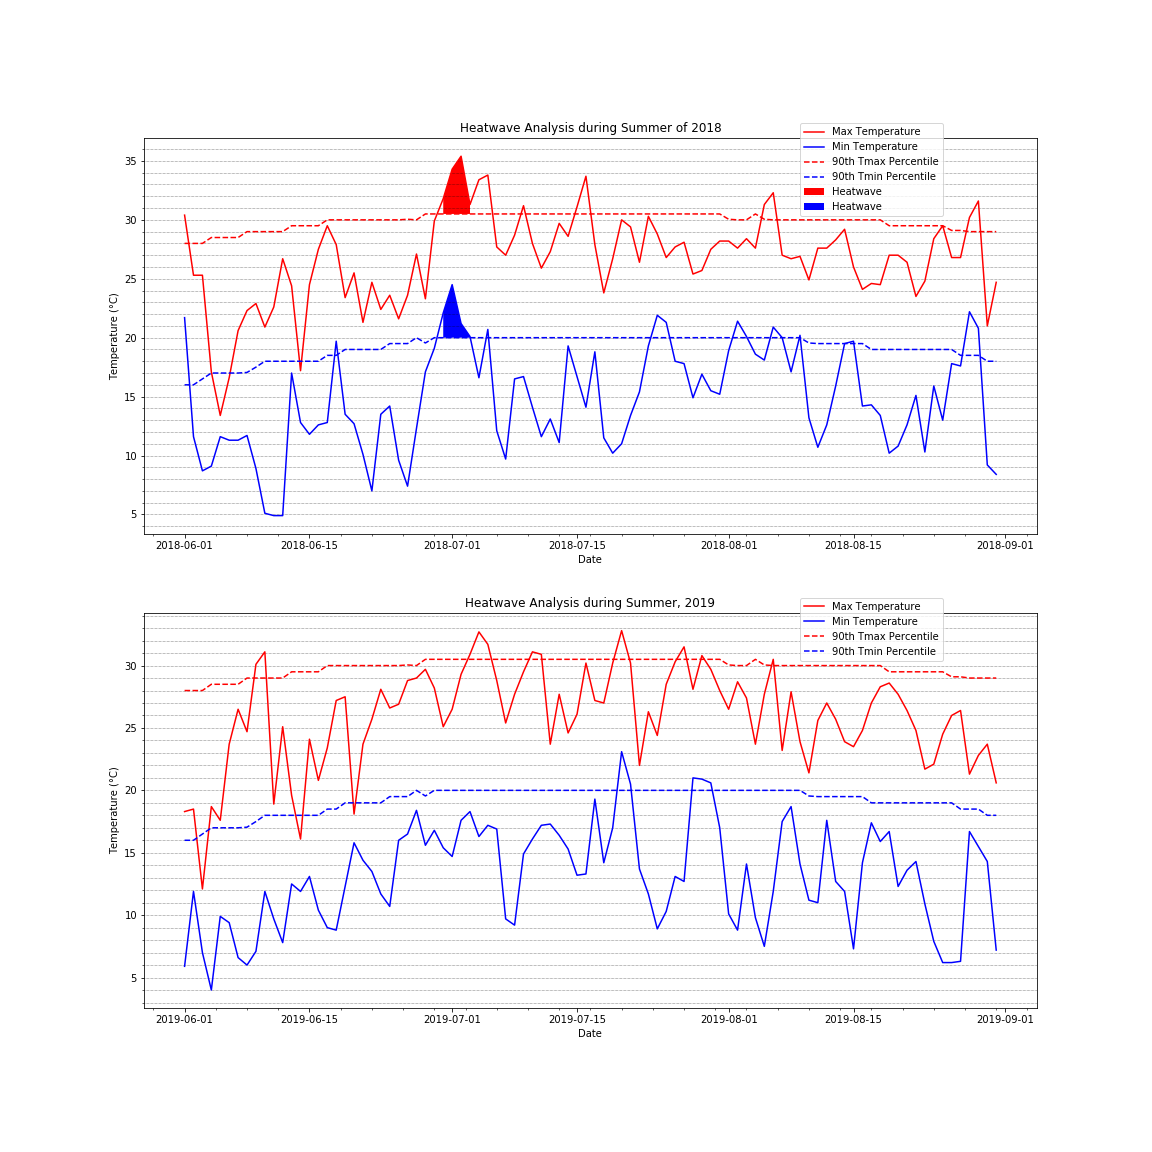 Heatwave Analysis during Summer of 2018
Max Temperature
Min Temperature
90th Tmax Percentile
90th Tmin Percentile
Heatwave
Heatwave
Temperature (°C)
35
30
25
20
15
10
5
2018-06-01 2018-06-15 2018-07-01 2018-07-15 2018-08-01 2018-08-15 2018-09-01
Date
Heatwave Analysis during Summer, 2019
Max Temperature
Min Temperature
90th Tmax Percentile
90th Tmin Percentile
Temperature (°C)
30
25
20
15
10
5
2019-06-01 2019-06-15 2019-07-01 2019-07-15 2019-08-01 2019-08-15 2019-09-01
Date